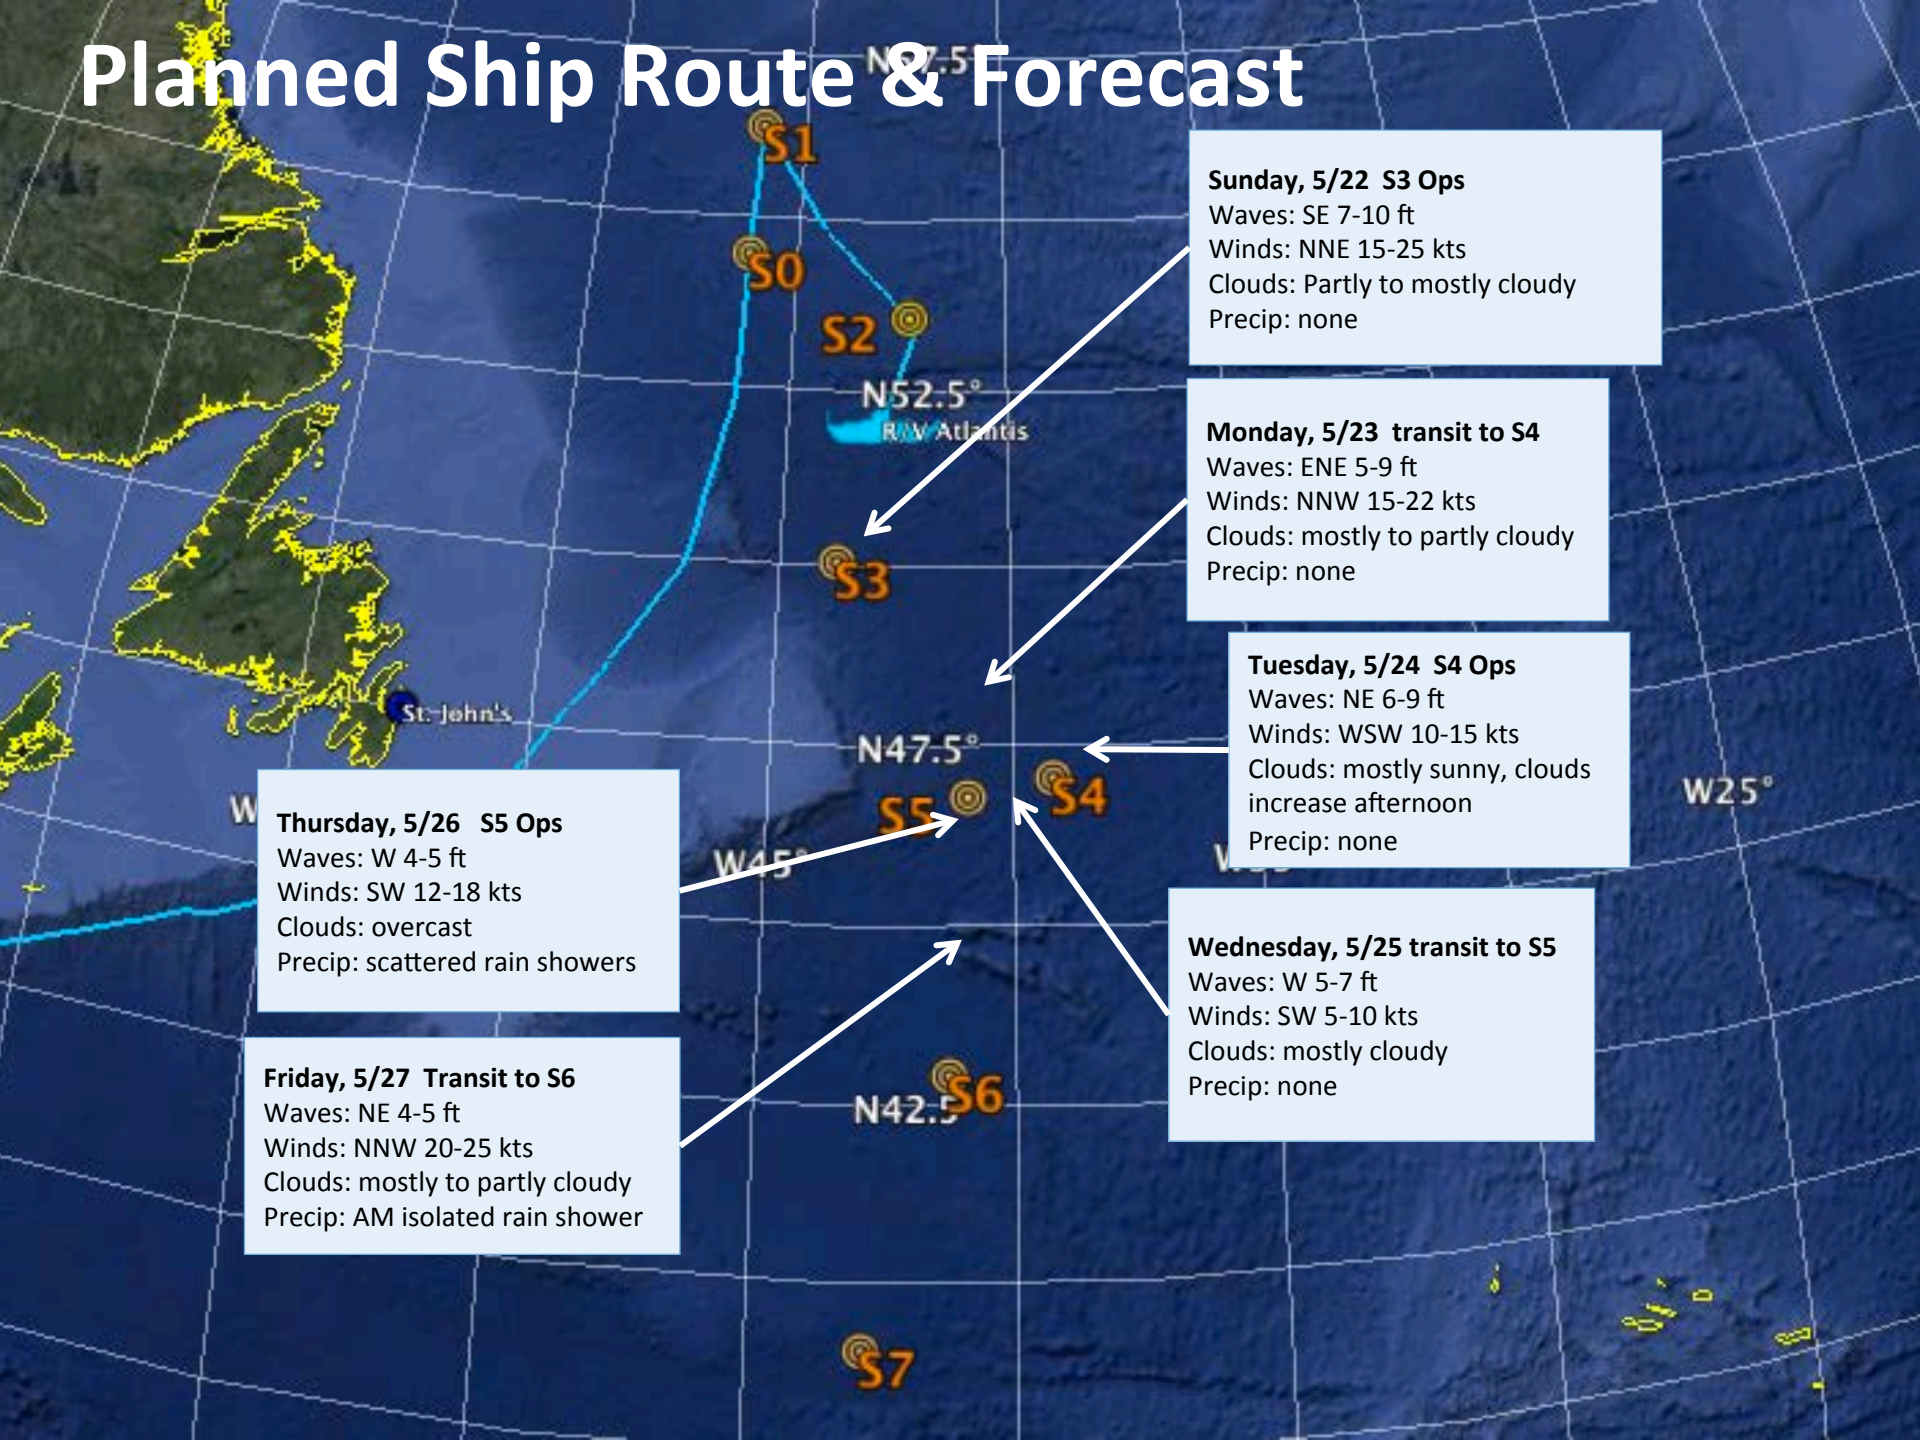 Planned Ship Route & Forecast
S1
Sunday, 5/22  S3 Ops
Waves: SE 7-10 ft
Winds: NNE 15-25 kts
Clouds: Partly to mostly cloudy
Precip: none
S0
S2
N52.5°
R/V Atlantis
Monday, 5/23  transit to S4
Waves: ENE 5-9 ft
Winds: NNW 15-22 kts
Clouds: mostly to partly cloudy
Precip: none
S3
St. John's
N47.5°
Tuesday, 5/24  S4 Ops
Waves: NE 6-9 ft
Winds: WSW 10-15 kts
Clouds: mostly sunny, clouds
increase afternoon
Precip: none
S4
S5
W25°
W45°
Thursday, 5/26   S5 Ops
Waves: W 4-5 ft
Winds: SW 12-18 kts
Clouds: overcast
Precip: scattered rain showers
Wednesday, 5/25 transit to S5
Waves: W 5-7 ft
Winds: SW 5-10 kts
Clouds: mostly cloudy
Precip: none
Friday, 5/27  Transit to S6
Waves: NE 4-5 ft
Winds: NNW 20-25 kts
Clouds: mostly to partly cloudy
Precip: AM isolated rain shower
S6
N42.5
S7